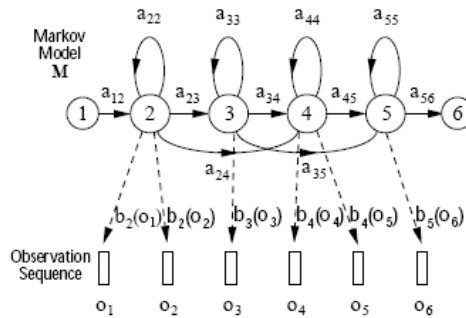 a22 a33 a44 a55
Markov
Model
M
a12 a23 a34 a45 a56
1 2 3 4 5 6
a24 a35
b2(o1) b2(o2) b3(o3) b4(o4) b4(o5) b5(o6)
Observation
Sequence
o1 o2 o3 o4 o5 o6